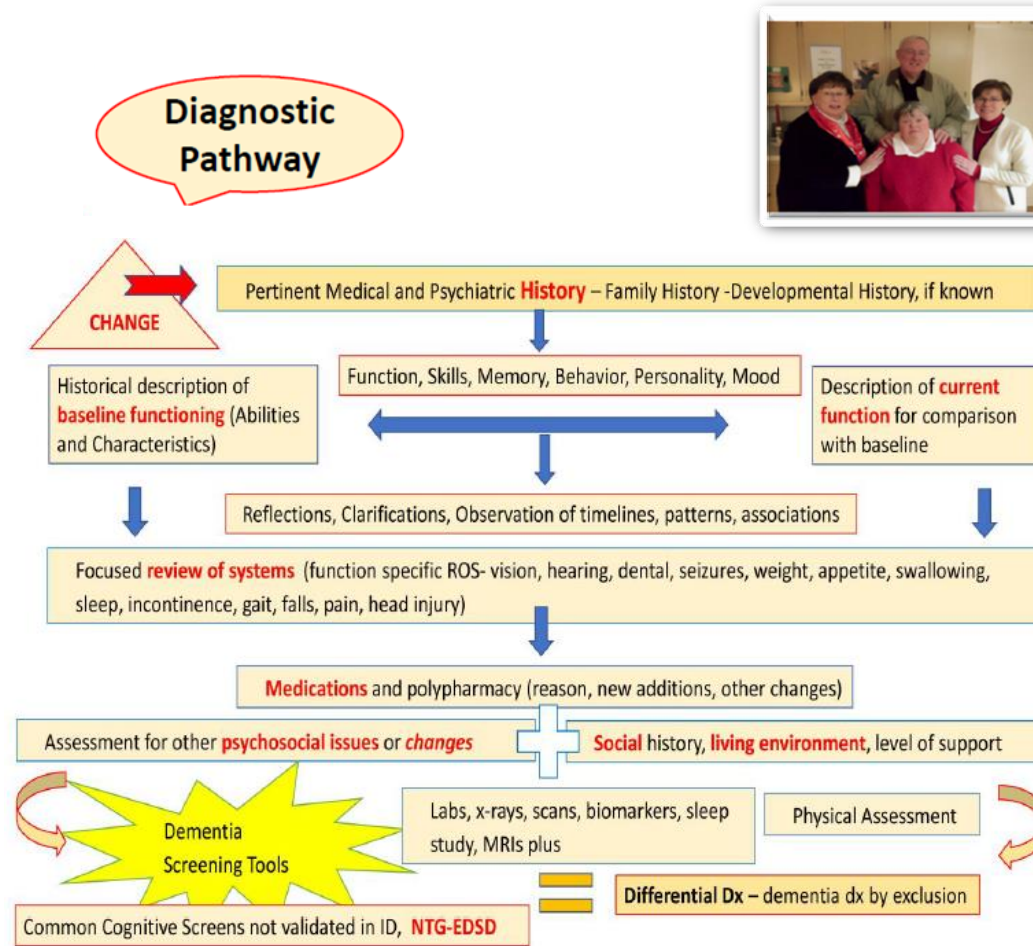 Diagnostic
Pathway
CHANGE
Pertinent Medical and Psychiatric History – Family History -Developmental History, if known
Function, Skills, Memory, Behavior, Personality, Mood
Historical description of
baseline functioning (Abilities
and Characteristics)
Description of current
function for comparison
with baseline
Reflections, Clarifications, Observation of timelines, patterns, associations
Focused review of systems (function specific ROS- vision, hearing, dental, seizures, weight, appetite, swallowing,
sleep, incontinence, gait, falls, pain, head injury)
Medications and polypharmacy (reason, new additions, other changes)
Assessment for other psychosocial issues or changes
Social history, living environment, level of support
Dementia
Screening Tools
Labs, x-rays, scans, biomarkers, sleep
study, MRIs plus
Physical Assessment
Differential Dx – dementia dx by exclusion
Common Cognitive Screens not validated in ID, NTG-EDSD